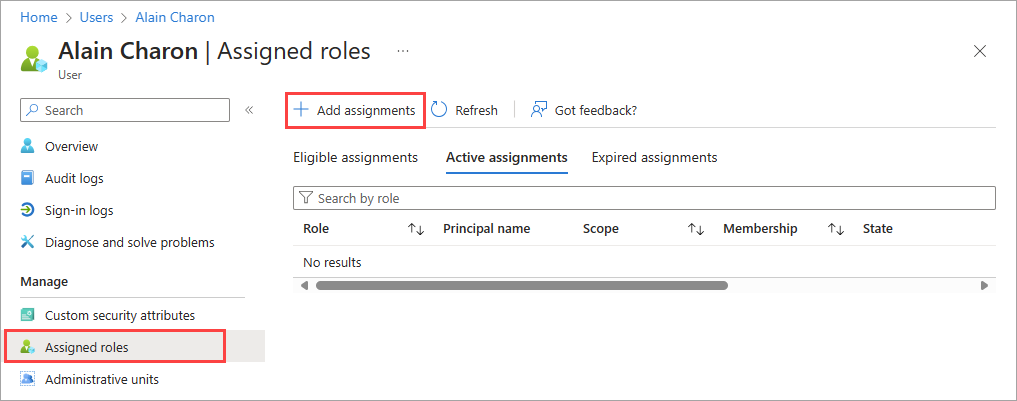 Home > Users > Alain Charon
Alain Charon | Assigned roles ...
User
Search
«
Add assignments Refresh Got feedback?
Overview
Audit logs
Sign-in logs
Diagnose and solve problems
Manage
Custom security attributes
Assigned roles
Administrative units
Eligible assignments Active assignments Expired assignments
Search by role
Role Principal name Scope Membership State
No results